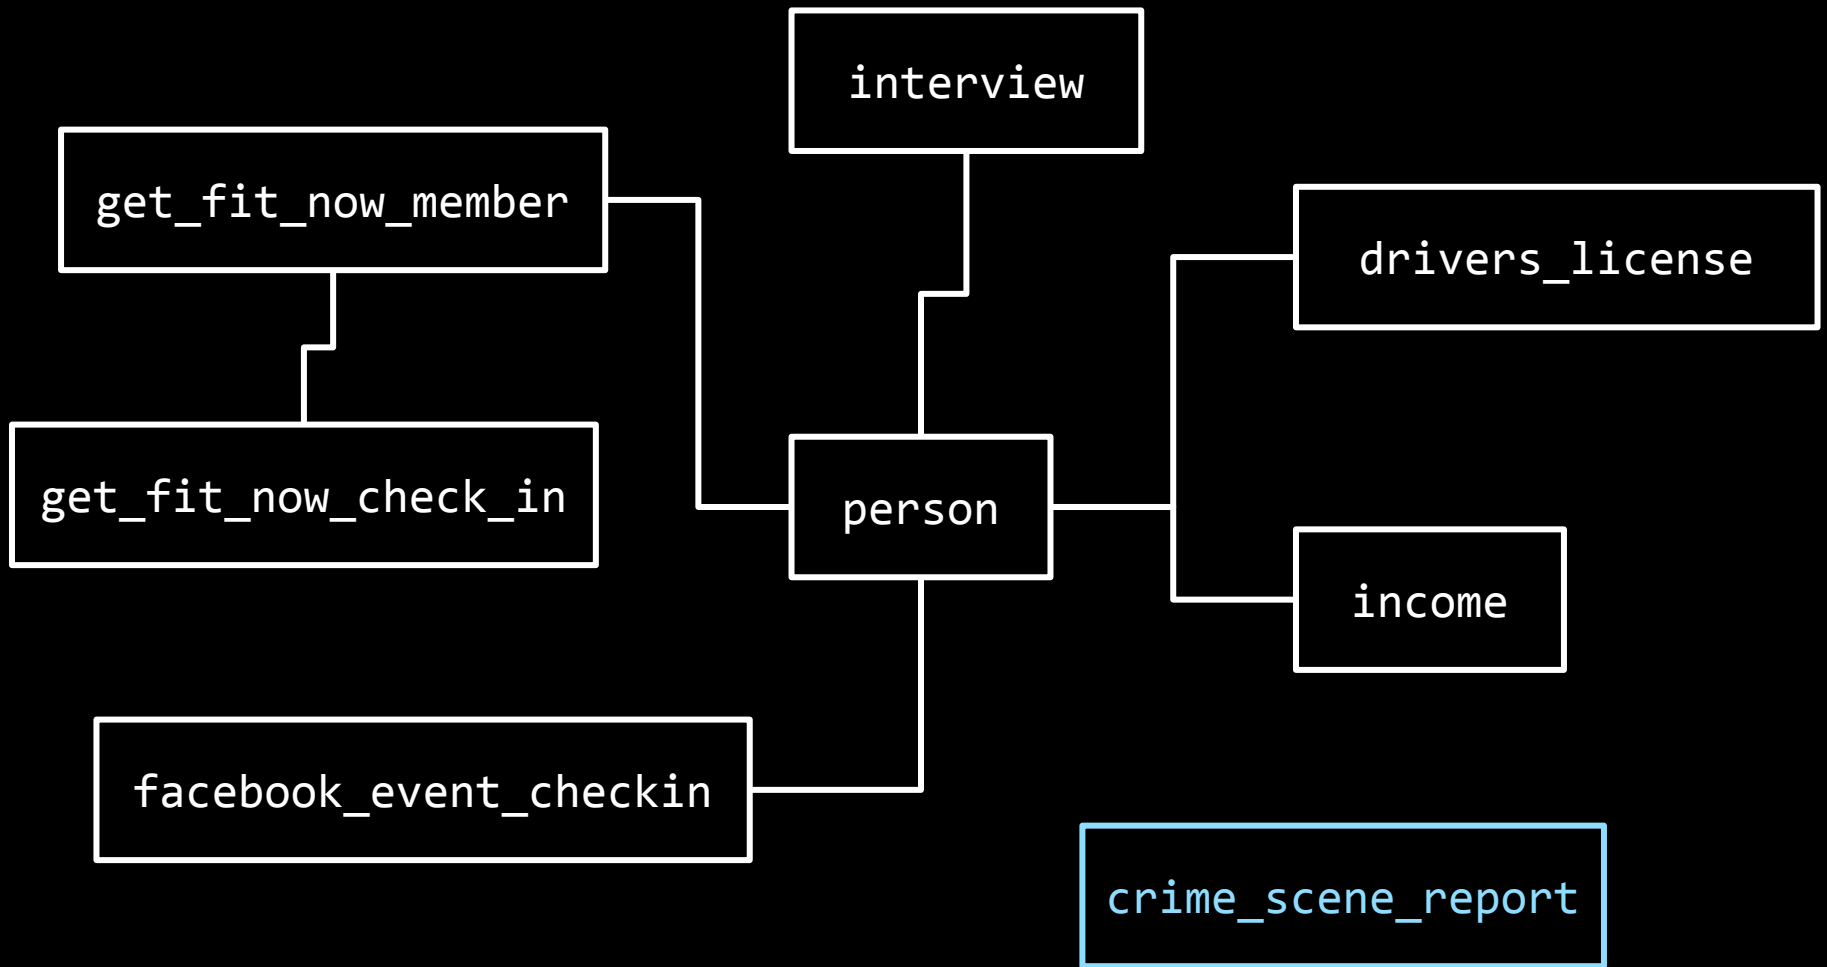 interview
get_fit_now_member
drivers_license
get_fit_now_check_in
person
income
facebook_event_checkin
crime_scene_report